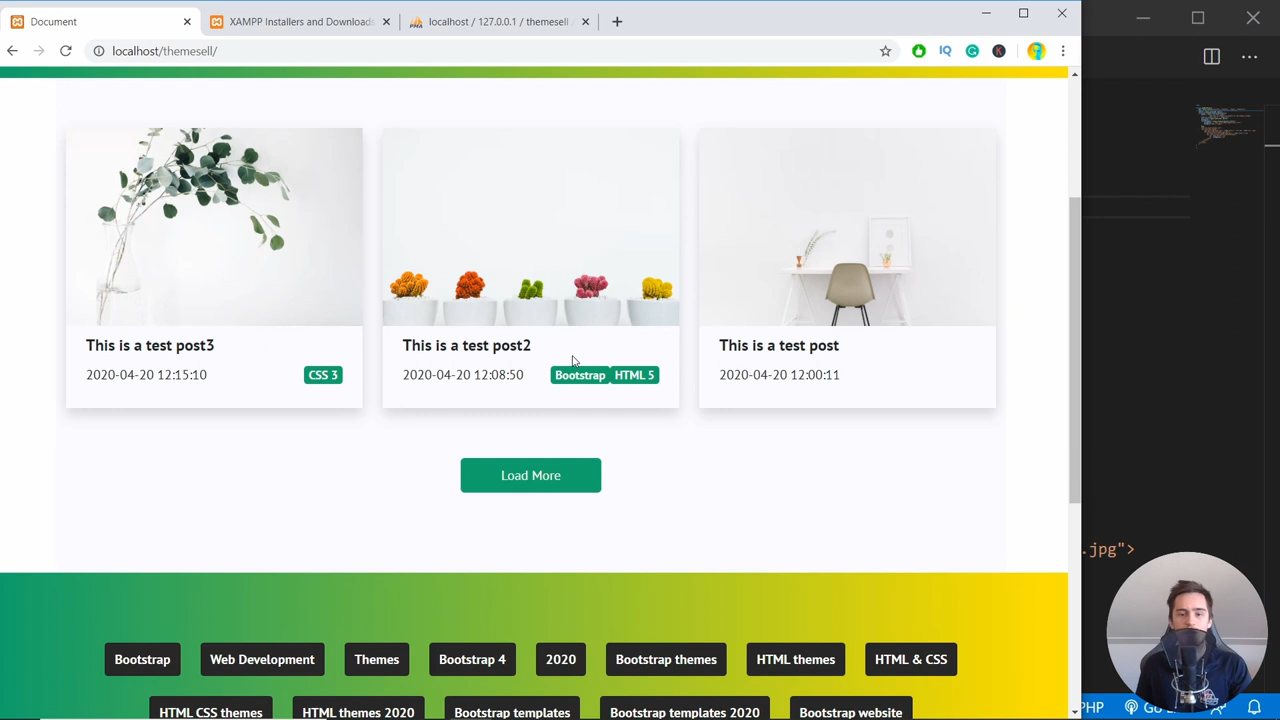 Document
XAMPP Installers and Downloads
localhost / 127.0.0.1 / themesell
localhost/themesell/
IQ
K
This is a test post3
2020-04-20 12:15:10
CSS 3
This is a test post2
2020-04-20 12:08:50
Bootstrap HTML 5
This is a test post
2020-04-20 12:00:11
Load More
.jpg">
Bootstrap
Web Development
Themes
Bootstrap 4
2020
Bootstrap themes
HTML themes
HTML & CSS
HTML CSS themes
HTML themes 2020
Bootstrap templates
Bootstrap templates 2020
Bootstrap website
PHP